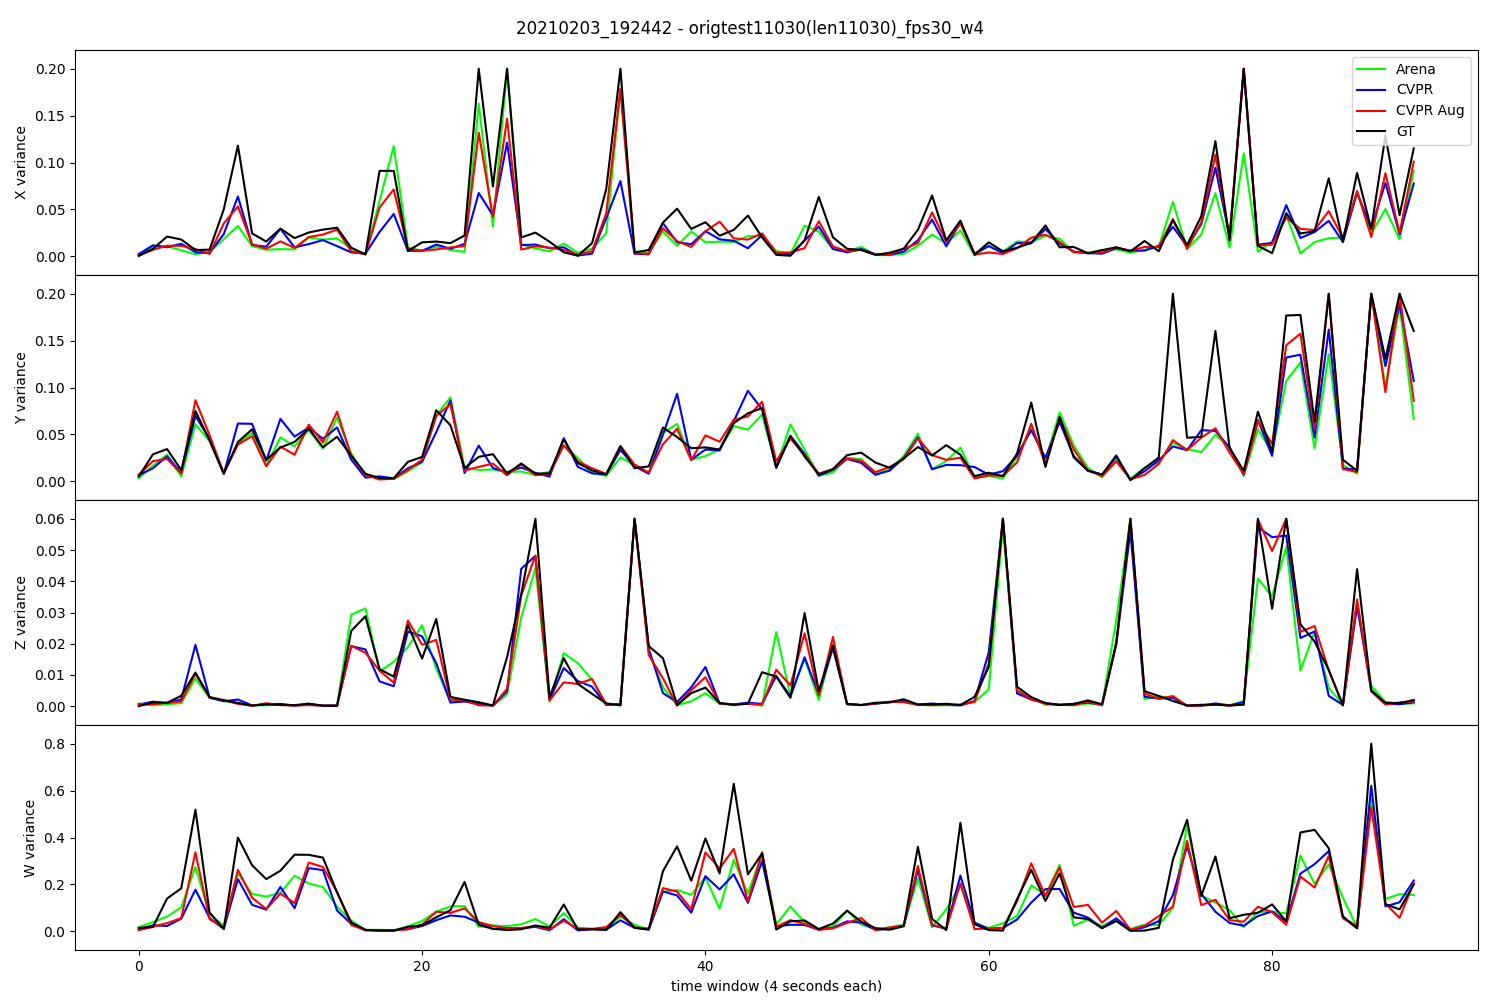 20210203_192442 - origtest11030(len11030)_fps30_w4
0.20
0.15
0.10
0.05
0.00
X variance
Arena
CVPR
CVPR Aug
GT
0.20
0.15
0.10
0.05
0.00
Y variance
0.06
0.05
0.04
0.03
0.02
0.01
0.00
Z variance
0.8
0.6
0.4
0.2
0.0
W variance
0 20 40 60 80
time window (4 seconds each)